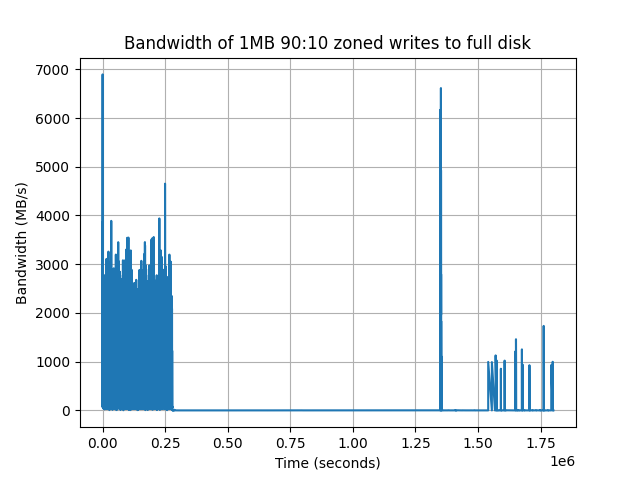 Bandwidth of 1MB 90:10 zoned writes to full disk
7000
6000
5000
4000
3000
2000
1000
0
Bandwidth (MB/s)
0.00 0.25 0.50 0.75 1.00 1.25 1.50 1.75
1e6
Time (seconds)